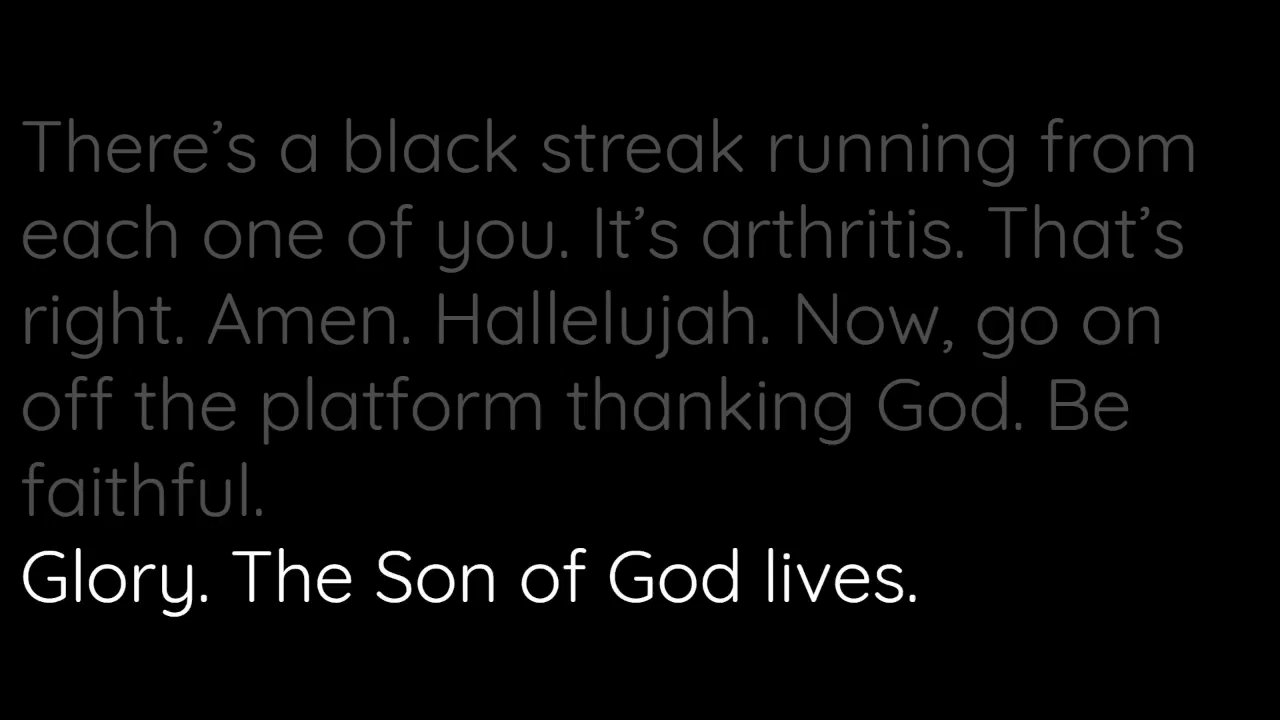 There’s a black streak running from
each one of you. It’s arthritis. That’s
right. Amen. Hallelujah. Now, go on
off the platform thanking God. Be
faithful.
Glory. The Son of God lives.